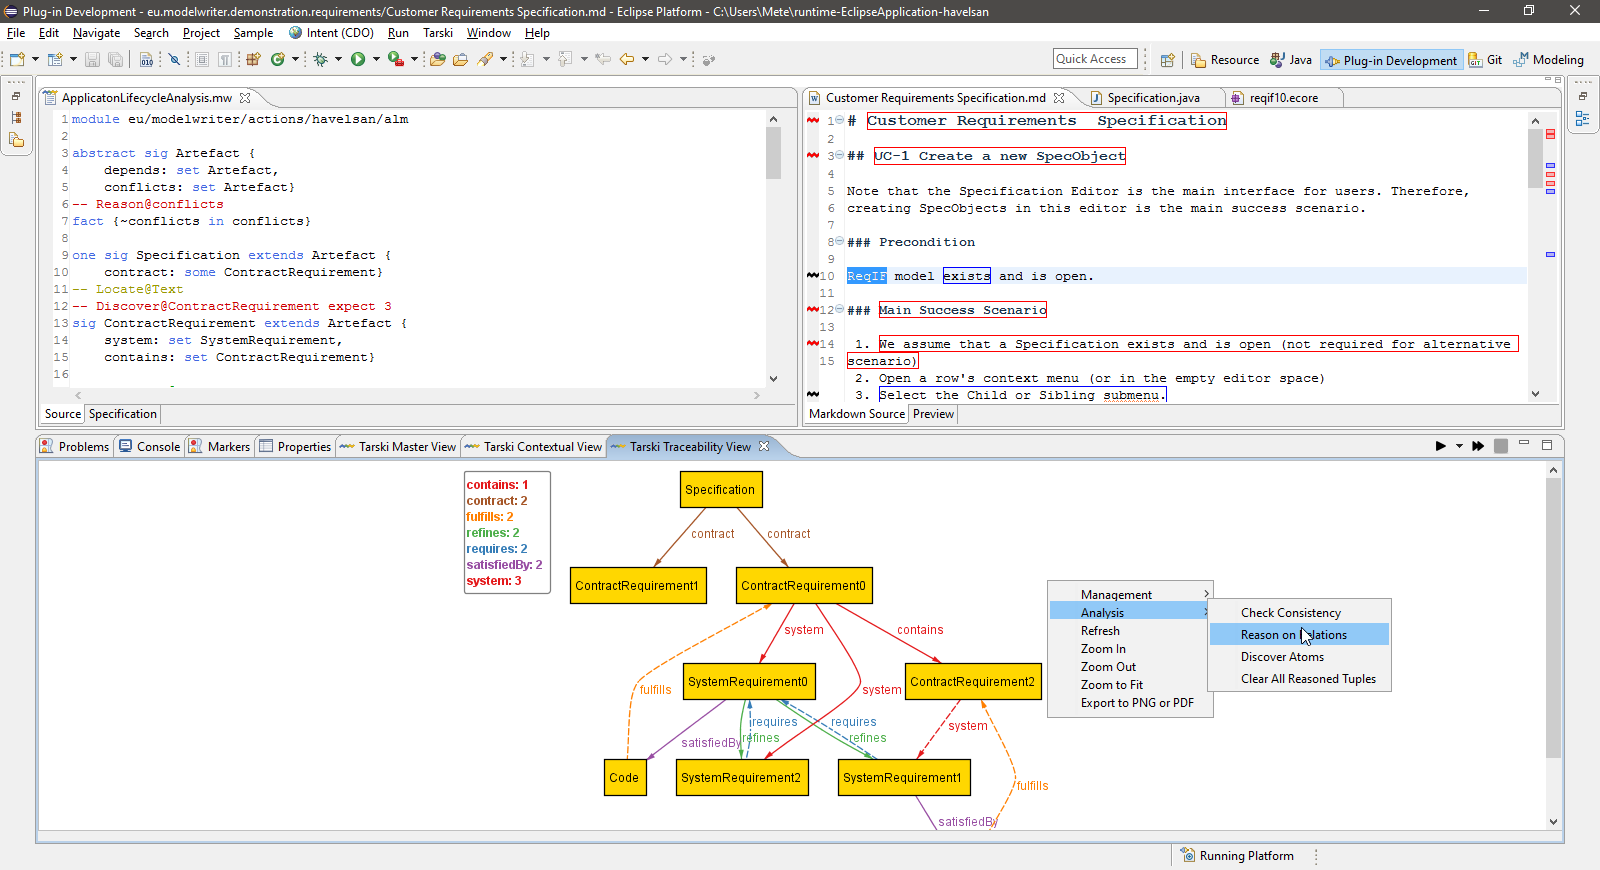 Plug-in Development - eu.modelwriter.demonstration.requirements/Customer Requirements Specification.md - Eclipse Platform - C:\Users\Mete\runtime-EclipseApplication-havelsan
File Edit Navigate Search Project Sample Intent (CDO) Run Tarski Window Help
Quick Access Resource Java Plug-in Development Git Modeling
ApplicatonLifecycleAnalysis.mw
1 module eu/modelwriter/actions/havelsan/alm
2
3 abstract sig Artefact {
4 depends: set Artefact,
5 conflicts: set Artefact}
6 -- Reason@conflicts
7 fact {~conflicts in conflicts}
8
9 one sig Specification extends Artefact {
10 contract: some ContractRequirement}
11 -- Locate@Text
12 -- Discover@ContractRequirement expect 3
13 sig ContractRequirement extends Artefact {
14 system: set SystemRequirement,
15 contains: set ContractRequirement}
16
Source Specification
Customer Requirements Specification.md Specification.java reqif10.ecore
1 # Customer Requirements  Specification
2
3 ## UC-1 Create a new SpecObject
4
5 Note that the Specification Editor is the main interface for users. Therefore,
6 creating SpecObjects in this editor is the main success scenario.
7
8 ### Precondition
9
10 ReqIF model exists and is open.
11
12 ### Main Success Scenario
13
14 1. We assume that a Specification exists and is open (not required for alternative
15 scenario)
2. Open a row's context menu (or in the empty editor space)
3. Select the Child or Sibling submenu.
Markdown Source Preview
Problems Console Markers Properties Tarski Master View Tarski Contextual View Tarski Traceability View
contains: 1
contract: 2
fulfills: 2
refines: 2
requires: 2
satisfiedBy: 2
system: 3
Specification
contract contract
ContractRequirement1 ContractRequirement0
system contains
fulfills SystemRequirement0 system ContractRequirement2
requires requires system
satisfiedBy refines refines
Code SystemRequirement2 SystemRequirement1
fulfills
satisfiedBy
Management
Analysis
Refresh
Zoom In
Zoom Out
Zoom to Fit
Export to PNG or PDF
Check Consistency
Reason on Relations
Discover Atoms
Clear All Reasoned Tuples
Running Platform